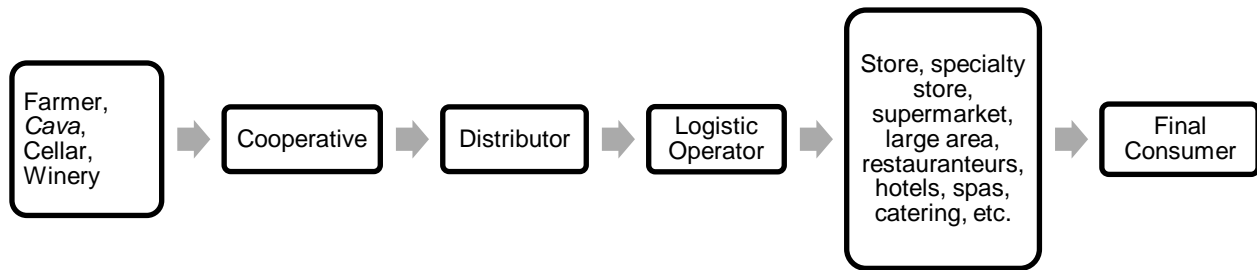 Farmer,
Cava,
Cellar,
Winery
Cooperative
Distributor
Logistic
Operator
Store, specialty
store,
supermarket,
large area,
restauranteurs,
hotels, spas,
catering, etc.
Final
Consumer